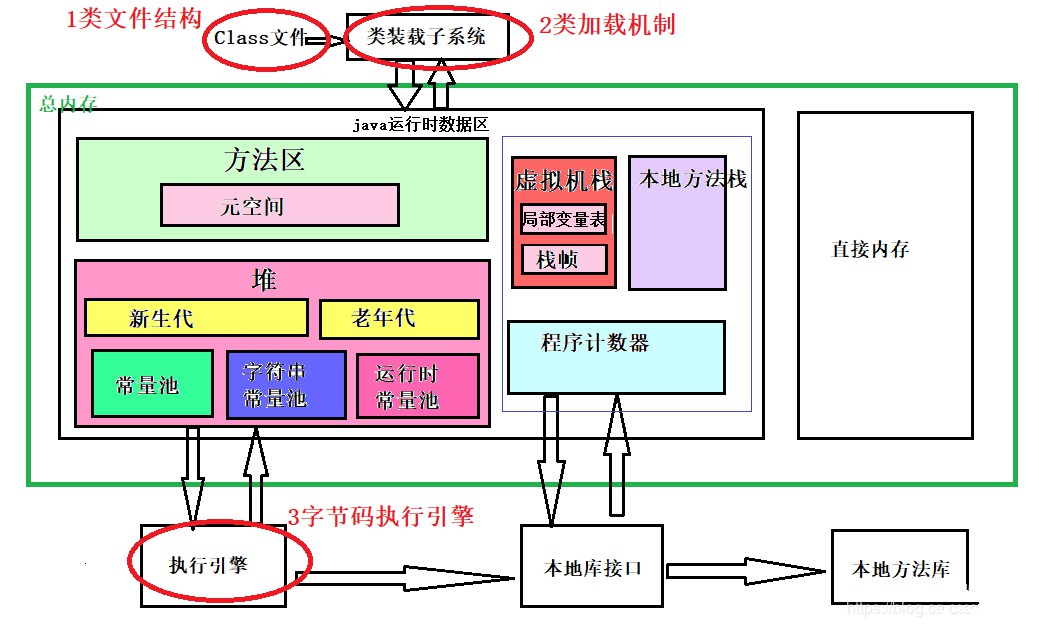 1类文件结构
Class文件
类装载子系统
2类加载机制
总内存
java运行时数据区
方法区
元空间
虚拟机栈
局部变量表
栈帧
本地方法栈
直接内存
堆
新生代
老年代
常量池
字符串
常量池
运行时
常量池
程序计数器
3字节码执行引擎
执行引擎
本地库接口
本地方法库